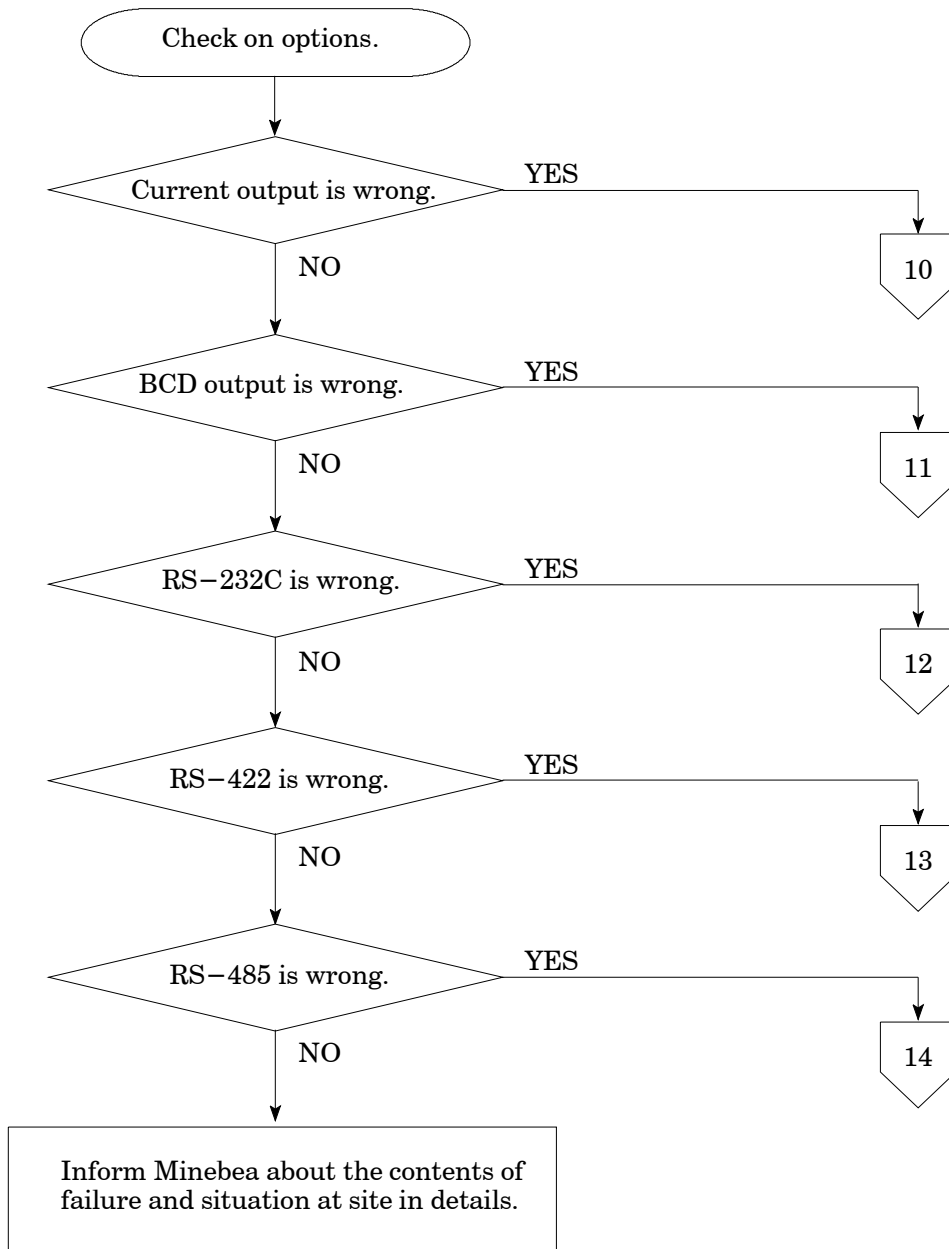 Check on options.
Current output is wrong.
YES
10
NO
BCD output is wrong.
YES
11
NO
RS−232C is wrong.
YES
12
NO
RS−422 is wrong.
YES
13
NO
RS−485 is wrong.
YES
14
NO
Inform Minebea about the contents of
failure and situation at site in details.